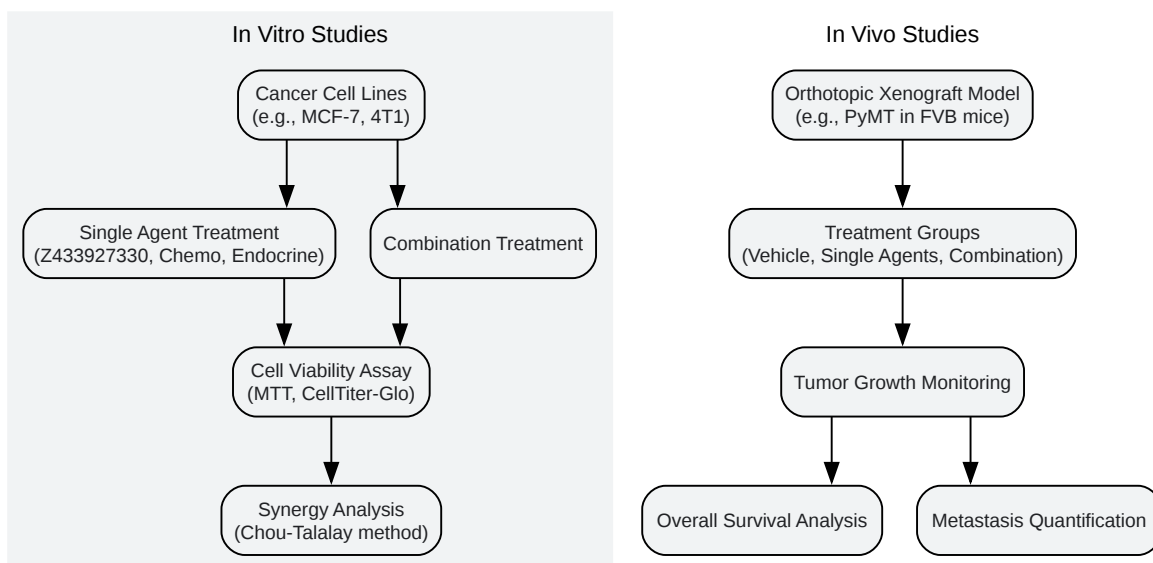 In Vitro Studies
Cancer Cell Lines
(e.g., MCF-7, 4T1)
Single Agent Treatment
(Z433927330, Chemo, Endocrine)
Combination Treatment
Cell Viability Assay
(MTT, CellTiter-Glo)
Synergy Analysis
(Chou-Talalay method)
In Vivo Studies
Orthotopic Xenograft Model
(e.g., PyMT in FVB mice)
Treatment Groups
(Vehicle, Single Agents, Combination)
Tumor Growth Monitoring
Overall Survival Analysis
Metastasis Quantification